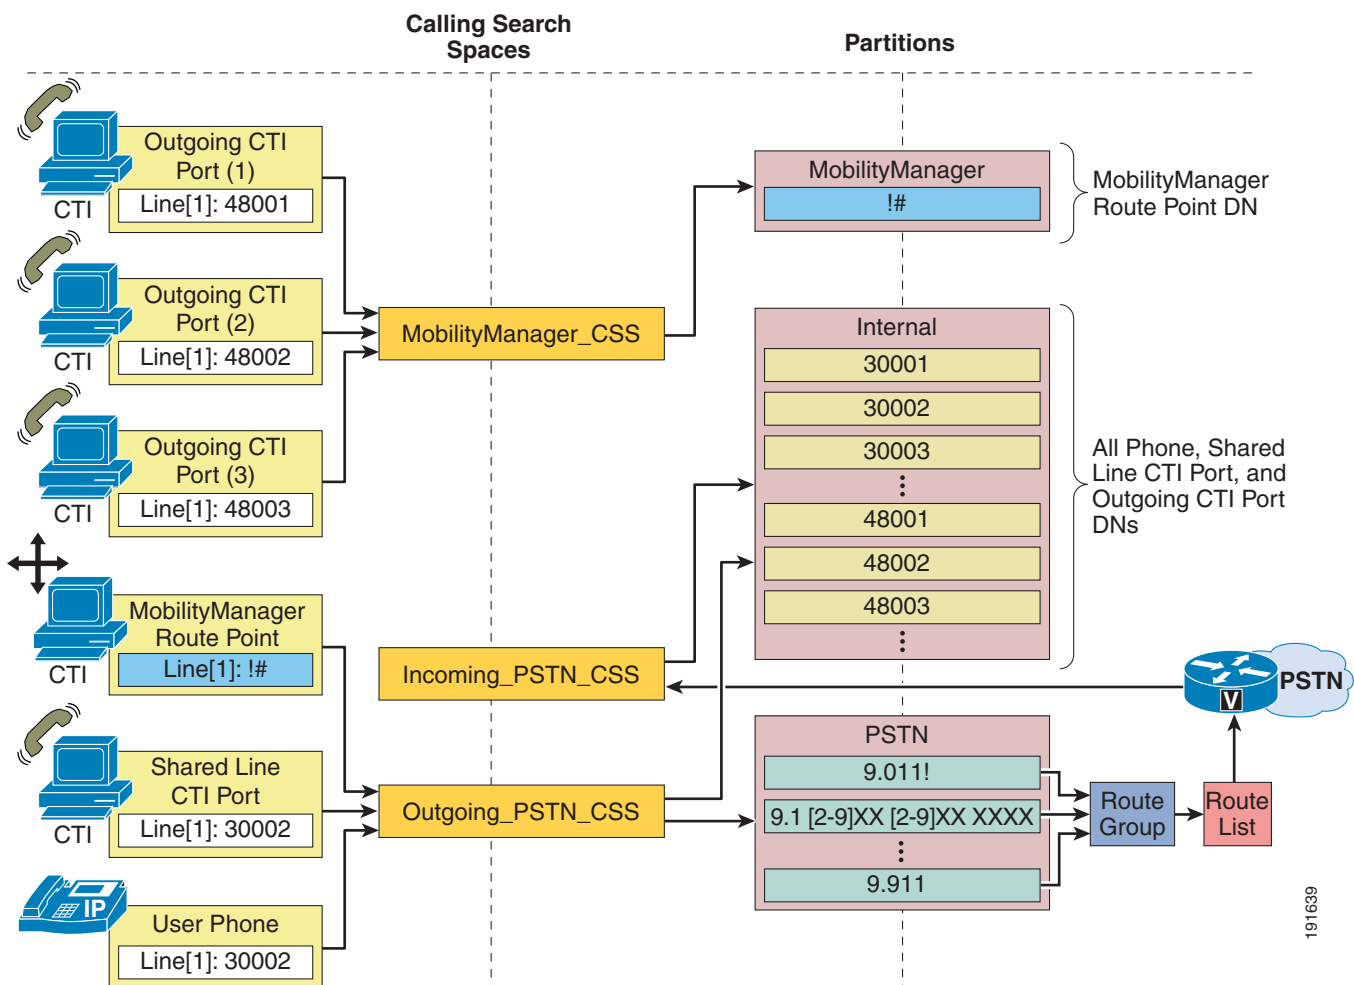 Calling Search
Spaces
Partitions
Outgoing CTI
Port (1)
Line[1]: 48001
CTI
Outgoing CTI
Port (2)
Line[1]: 48002
CTI
Outgoing CTI
Port (3)
Line[1]: 48003
CTI
MobilityManager
Route Point
Line[1]: !#
CTI
Shared Line
CTI Port
Line[1]: 30002
CTI
IP
User Phone
Line[1]: 30002
MobilityManager_CSS
Incoming_PSTN_CSS
Outgoing_PSTN_CSS
MobilityManager
!#
MobilityManager
Route Point DN
Internal
30001
30002
30003
48001
48002
48003
All Phone, Shared
Line CTI Port, and
Outgoing CTI Port
DNs
PSTN
9.011!
9.1 [2-9]XX [2-9]XX XXXX
9.911
Route
Group
Route
List
V
PSTN
191639